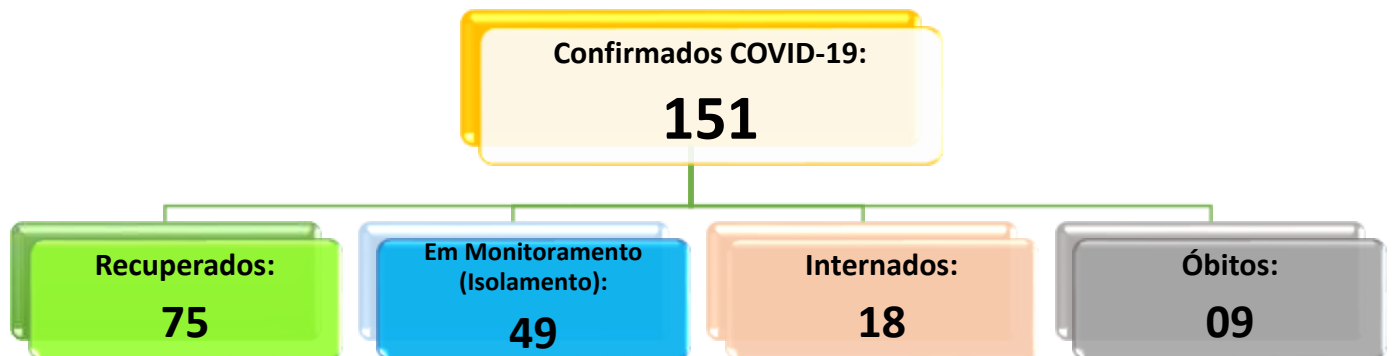 Confirmados COVID-19:
151
Recuperados:
75
Em Monitoramento
(Isolamento):
49
Internados:
18
Óbitos:
09